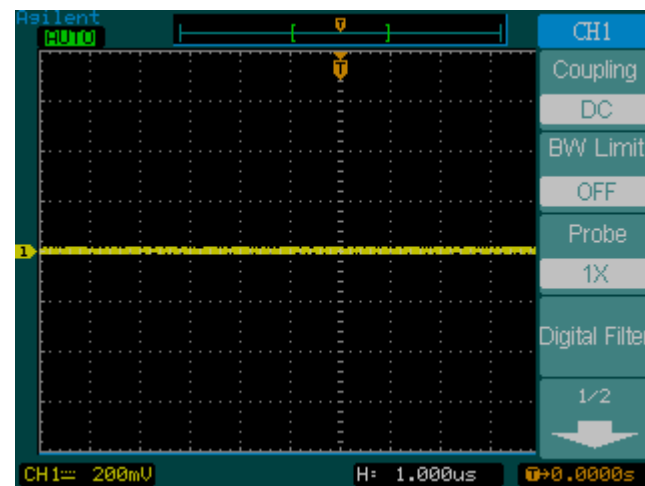 Agilent
AUTO
T
CH1
T
Coupling
DC
BW Limit
OFF
Probe
1
1X
Digital Filter
1/2
CH1 200mV
H: 1.000us
T→0.0000s